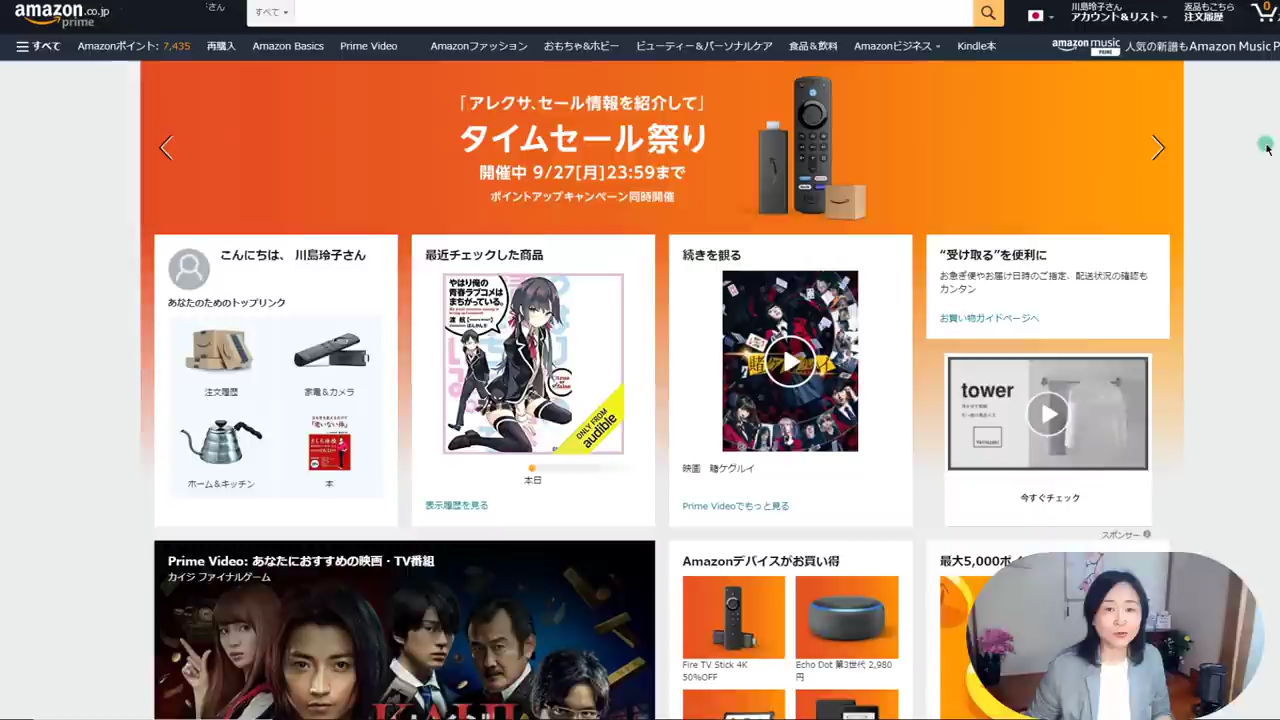 amazon.co.jp
prime
さん
すべて
川島玲子さん
アカウント&リスト
返品もこちら
注文履歴
0
すべて
Amazonポイント: 7,435
再購入
Amazon Basics
Prime Video
Amazonファッション
おもちゃ&ホビー
ビューティー&パーソナルケア
食品&飲料
Amazonビジネス
Kindle本
amazon music
PRIME
人気の新譜もAmazon Music P
「アレクサ、セール情報を紹介して」
タイムセール祭り
開催中 9/27[月]23:59まで
ポイントアップキャンペーン同時開催
こんにちは、 川島玲子さん
あなたのためのトップリンク
注文履歴
家電&カメラ
ホーム&キッチン
本
最近チェックした商品
やはり俺の
青春ラブコメは
まちがっている。
渡 航
ONLY FROM
audible
本日
表示履歴を見る
続きを観る
賭ケグルイ
映画 賭ケグルイ
Prime Videoでもっと見る
“受け取る”を便利に
お急ぎ便やお届け日時のご指定、配送状況の確認も
カンタン
お買い物ガイドページへ
tower
今すぐチェック
スポンサー
Prime Video: あなたにおすすめの映画・TV番組
カイジ ファイナルゲーム
Amazonデバイスがお買い得
Fire TV Stick 4K
50%OFF
Echo Dot 第3世代 2,980
円
最大5,000ポイ